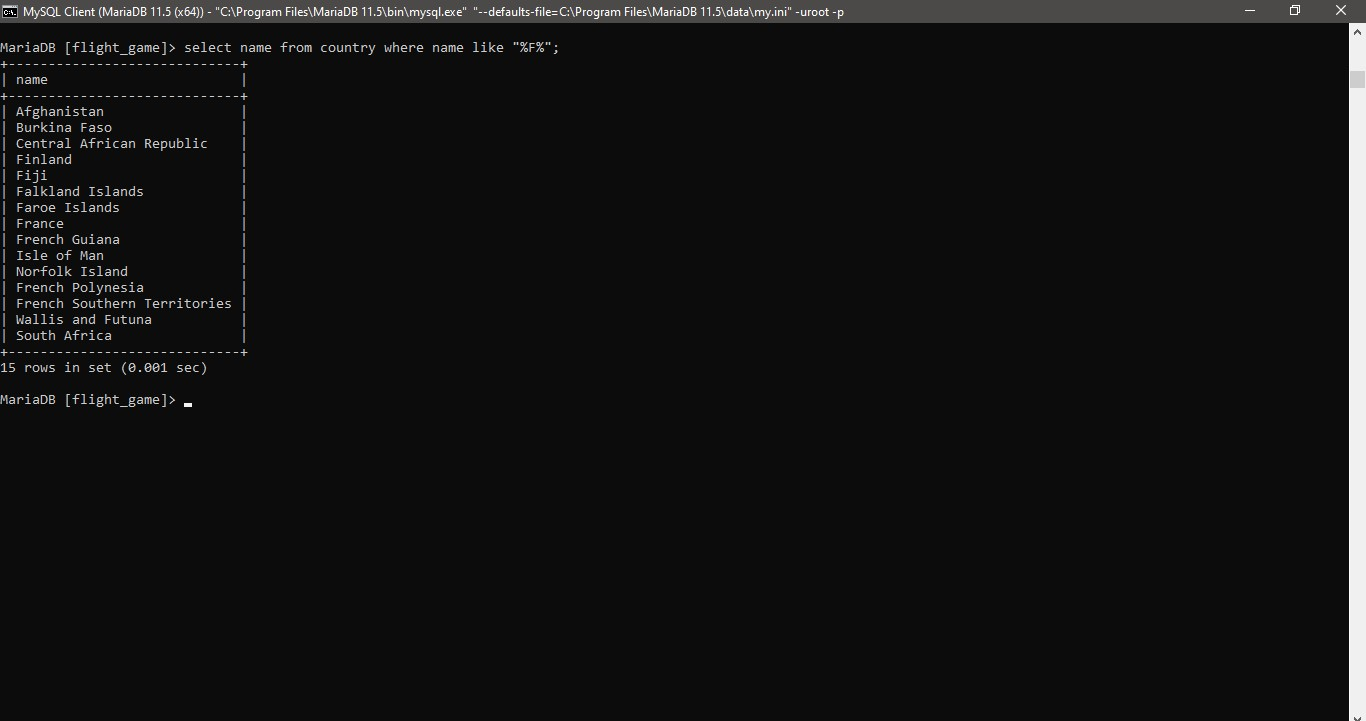 MySQL Client (MariaDB 11.5 (x64)) - "C:\Program Files\MariaDB 11.5\bin\mysql.exe" "--defaults-file=C:\Program Files\MariaDB 11.5\data\my.ini" -uroot -p
MariaDB [flight_game]> select name from country where name like "%F%";
+-----------------------------+
| name                        |
+-----------------------------+
| Afghanistan                 |
| Burkina Faso                |
| Central African Republic    |
| Finland                     |
| Fiji                        |
| Falkland Islands            |
| Faroe Islands               |
| France                      |
| French Guiana               |
| Isle of Man                 |
| Norfolk Island              |
| French Polynesia            |
| French Southern Territories |
| Wallis and Futuna           |
| South Africa                |
+-----------------------------+
15 rows in set (0.001 sec)
MariaDB [flight_game]>